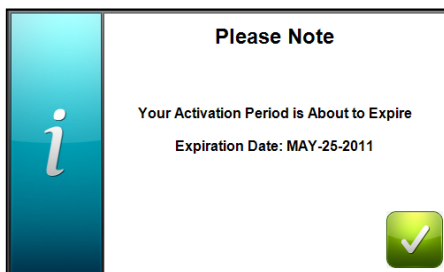 Please Note
Your Activation Period is About to Expire
Expiration Date: MAY-25-2011